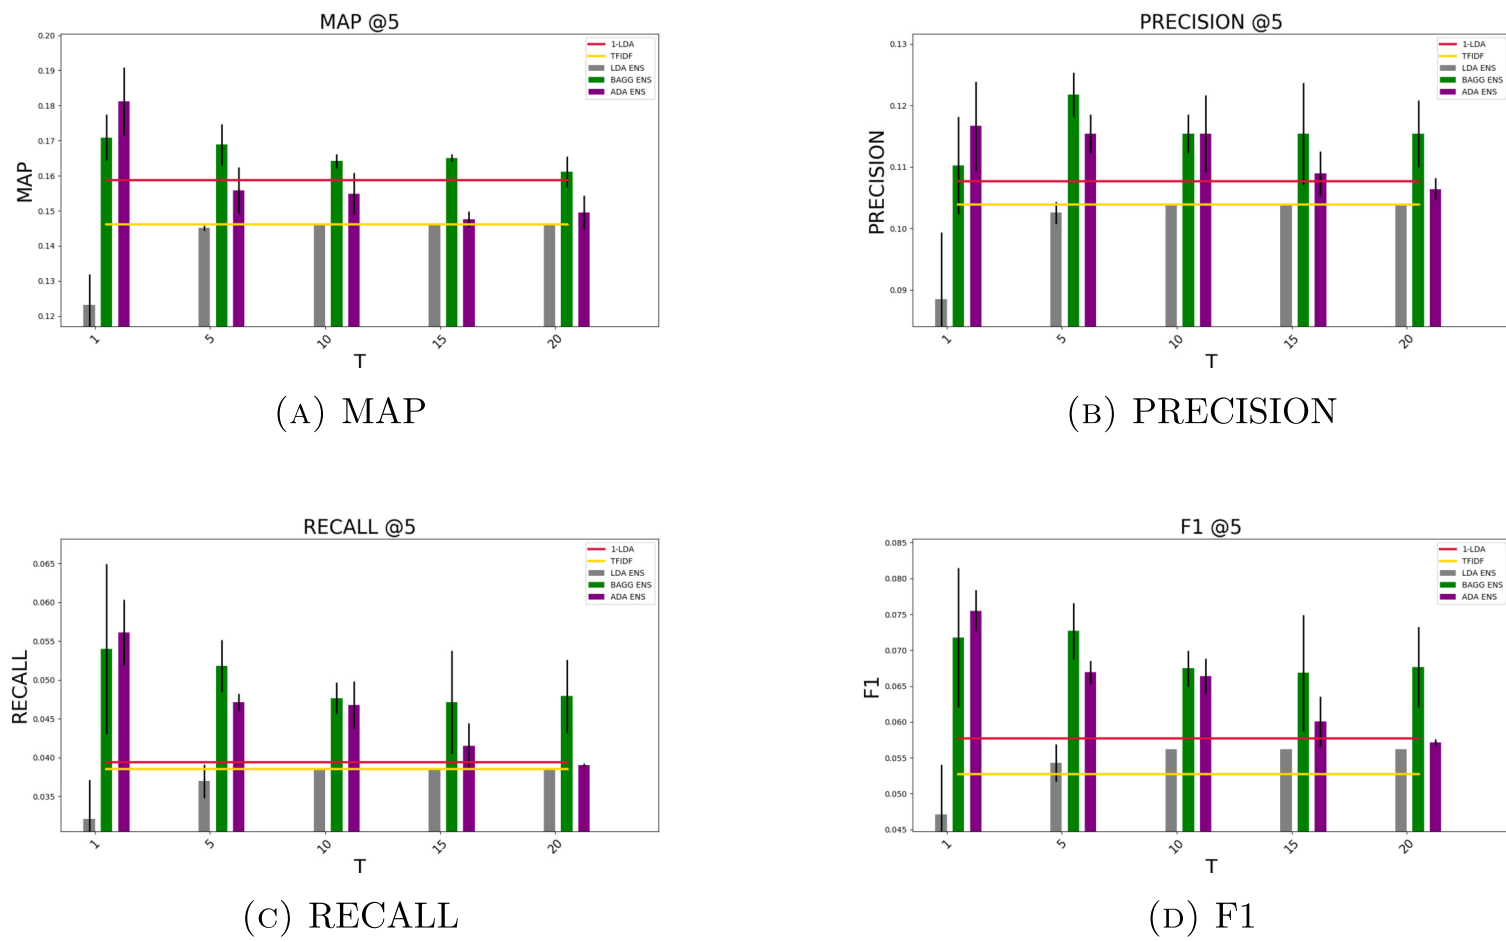 MAP @5
0.20
0.19
0.18
0.17
0.16
0.15
0.14
0.13
0.12
MAP
1-LDA
TFIDF
LDA ENS
BAGG ENS
ADA ENS
1 5 10 15 20
T
(A) MAP
PRECISION @5
0.13
0.12
0.11
0.10
0.09
PRECISION
1-LDA
TFIDF
LDA ENS
BAGG ENS
ADA ENS
1 5 10 15 20
T
(B) PRECISION
RECALL @5
0.065
0.060
0.055
0.050
0.045
0.040
0.035
RECALL
1-LDA
TFIDF
LDA ENS
BAGG ENS
ADA ENS
1 5 10 15 20
T
(C) RECALL
F1 @5
0.085
0.080
0.075
0.070
0.065
0.060
0.055
0.050
0.045
F1
1-LDA
TFIDF
LDA ENS
BAGG ENS
ADA ENS
1 5 10 15 20
T
(D) F1